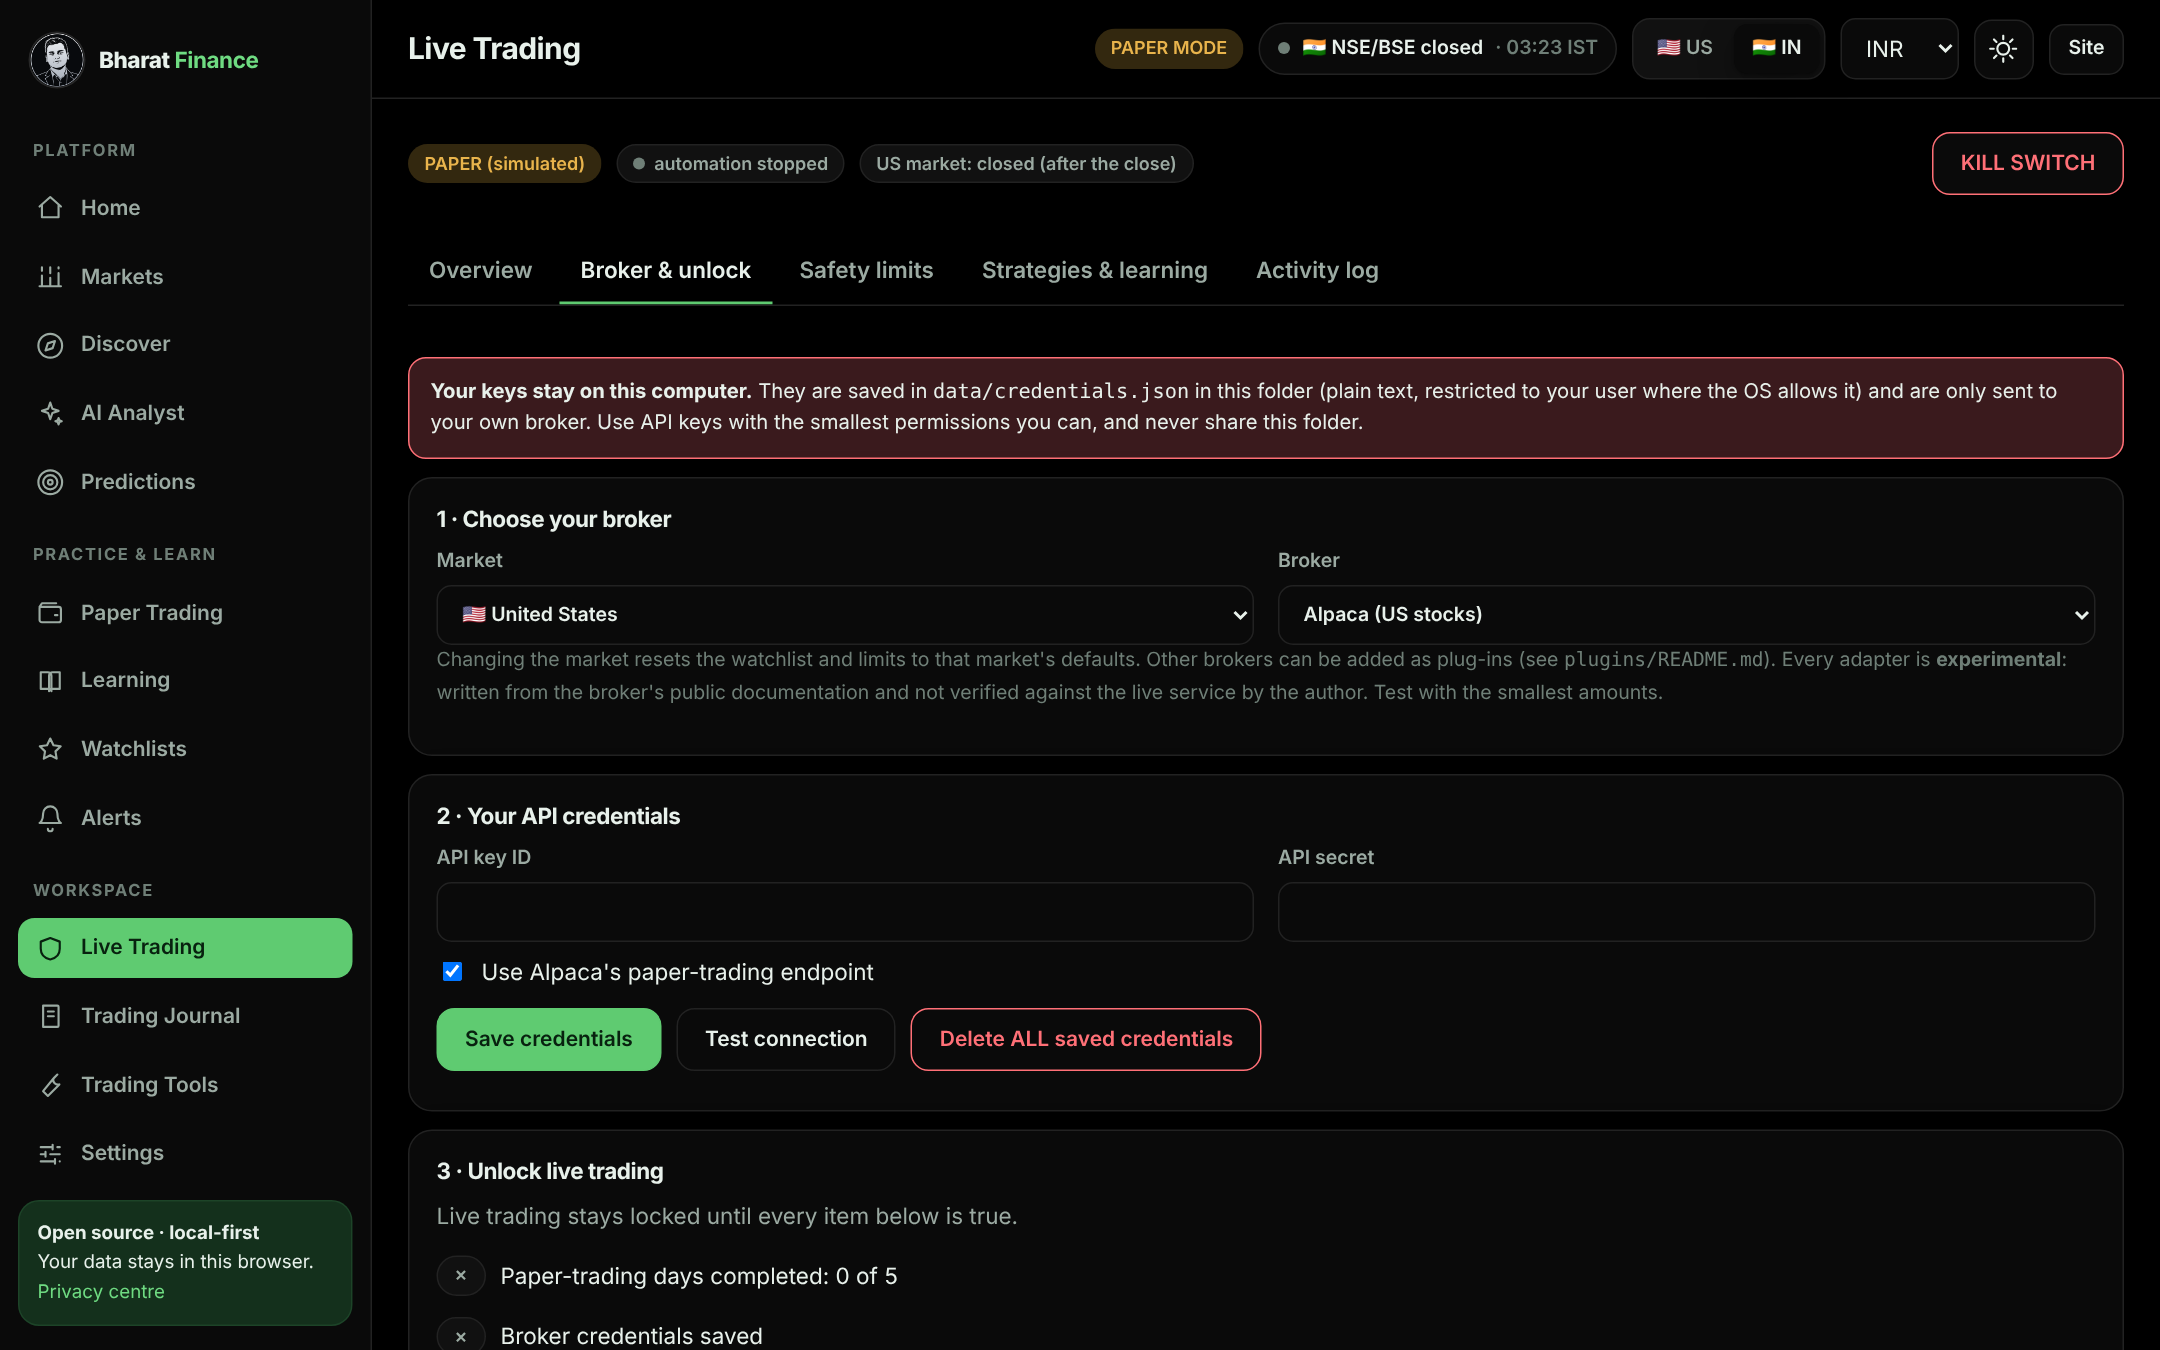 Bharat Finance
PLATFORM
Home
Markets
Discover
AI Analyst
Predictions
PRACTICE & LEARN
Paper Trading
Learning
Watchlists
Alerts
WORKSPACE
Live Trading
Trading Journal
Trading Tools
Settings
Open source · local-first
Your data stays in this browser.
Privacy centre
Live Trading
PAPER MODE
🇮🇳 NSE/BSE closed · 03:23 IST
🇺🇸 US
🇮🇳 IN
INR
Site
PAPER (simulated)
automation stopped
US market: closed (after the close)
KILL SWITCH
Overview
Broker & unlock
Safety limits
Strategies & learning
Activity log
Your keys stay on this computer. They are saved in data/credentials.json in this folder (plain text, restricted to your user where the OS allows it) and are only sent to
your own broker. Use API keys with the smallest permissions you can, and never share this folder.
1 · Choose your broker
Market
Broker
🇺🇸 United States
Alpaca (US stocks)
Changing the market resets the watchlist and limits to that market's defaults. Other brokers can be added as plug-ins (see plugins/README.md). Every adapter is experimental:
written from the broker's public documentation and not verified against the live service by the author. Test with the smallest amounts.
2 · Your API credentials
API key ID
API secret
Use Alpaca's paper-trading endpoint
Save credentials
Test connection
Delete ALL saved credentials
3 · Unlock live trading
Live trading stays locked until every item below is true.
× Paper-trading days completed: 0 of 5
× Broker credentials saved